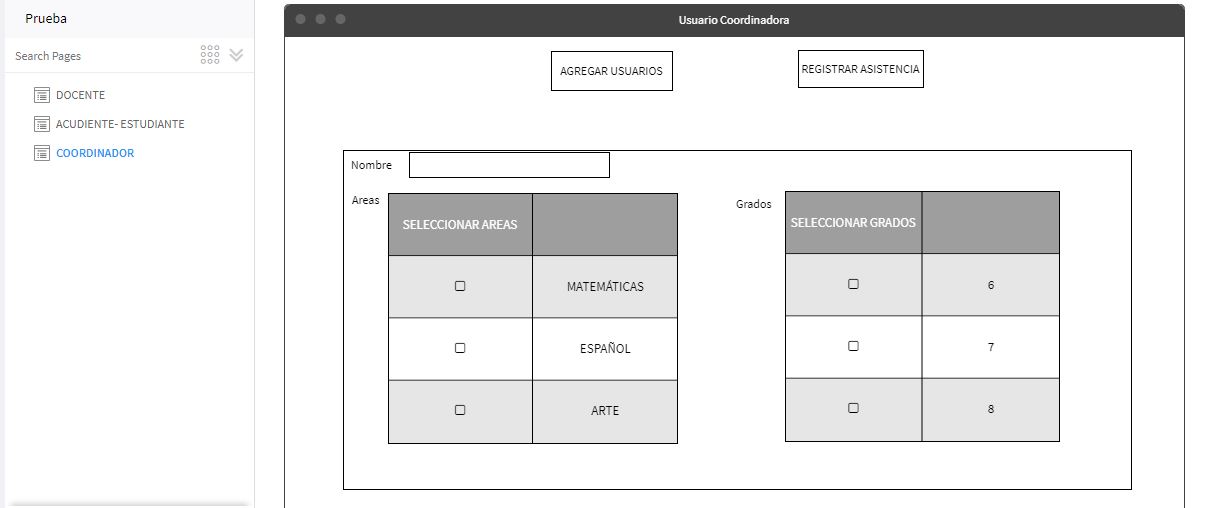 Prueba
Search Pages
DOCENTE
ACUDIENTE- ESTUDIANTE
COORDINADOR
Usuario Coordinadora
AGREGAR USUARIOS
REGISTRAR ASISTENCIA
Nombre
Areas
SELECCIONAR AREAS
MATEMÁTICAS
ESPAÑOL
ARTE
Grados
SELECCIONAR GRADOS
6
7
8